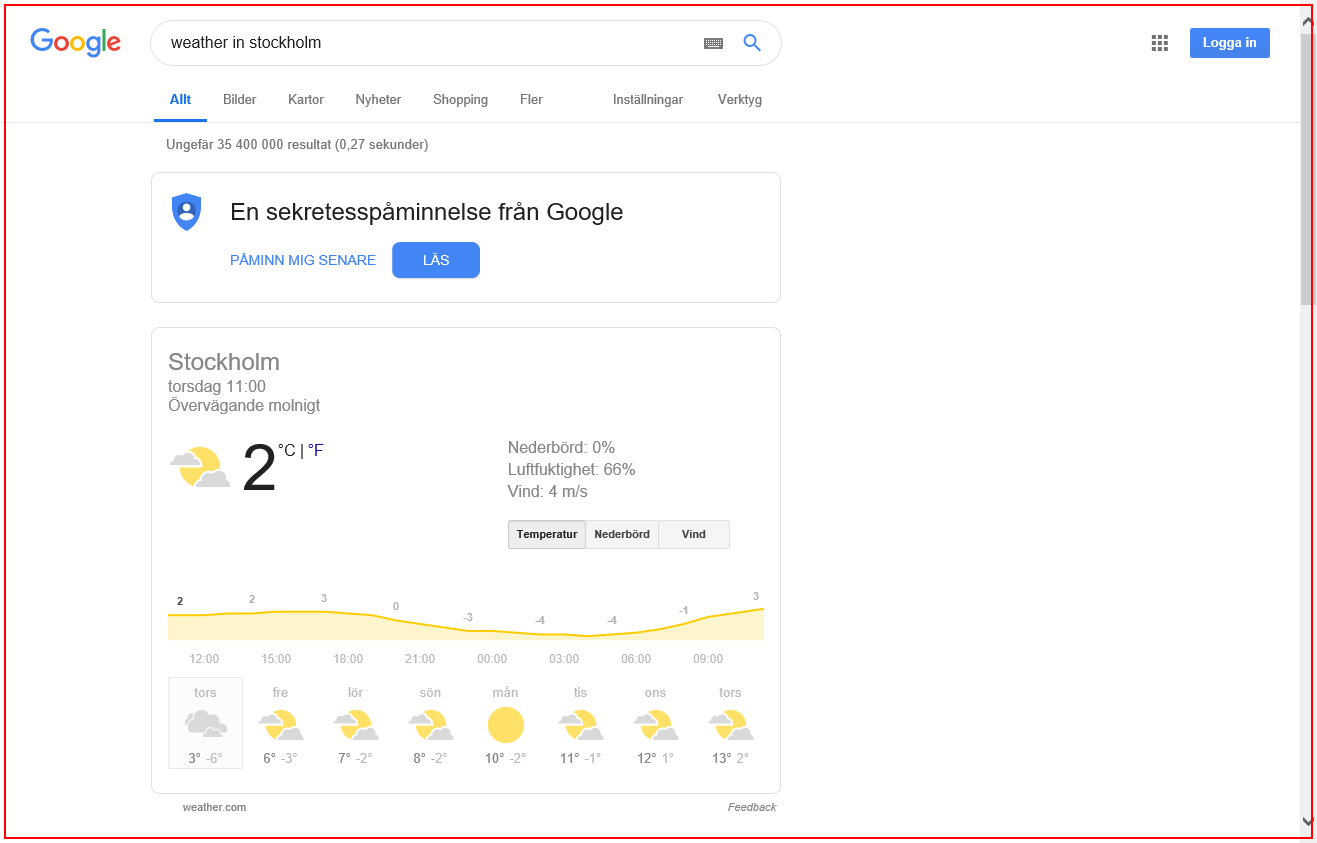 Google
weather in stockholm
Logga in
Allt Bilder Kartor Nyheter Shopping Fler Inställningar Verktyg
Ungefär 35 400 000 resultat (0,27 sekunder)
En sekretesspåminnelse från Google
PÅMINN MIG SENARE LÄS
Stockholm
torsdag 11:00
Övervägande molnigt
2 °C | °F
Nederbörd: 0%
Luftfuktighet: 66%
Vind: 4 m/s
Temperatur Nederbörd Vind
2 2 3 0 -3 -4 -4 -1 3
12:00 15:00 18:00 21:00 00:00 03:00 06:00 09:00
tors fre lör sön mån tis ons tors
3° -6° 6° -3° 7° -2° 8° -2° 10° -2° 11° -1° 12° 1° 13° 2°
weather.com Feedback